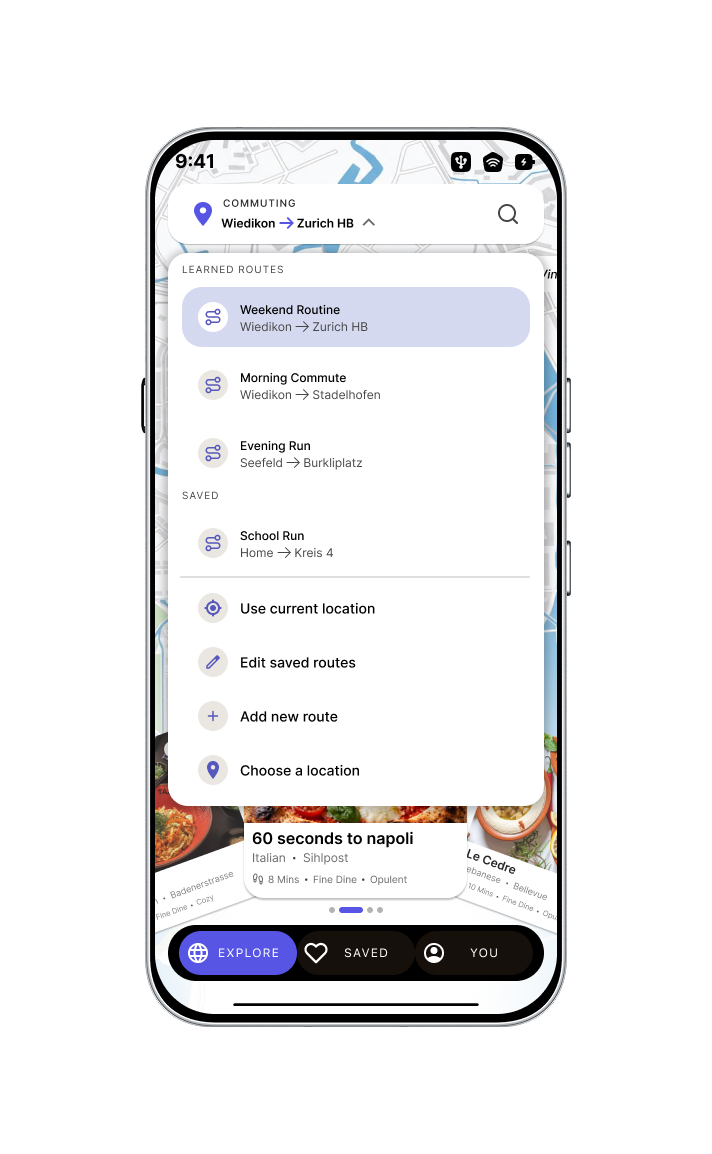 9:41
COMMUTING
Wiedikon → Zurich HB
LEARNED ROUTES
Weekend Routine
Wiedikon → Zurich HB
Morning Commute
Wiedikon → Stadelhofen
Evening Run
Seefeld → Burkliplatz
SAVED
School Run
Home → Kreis 4
Use current location
Edit saved routes
Add new route
Choose a location
60 seconds to napoli
Italian • Sihlpost
8 Mins • Fine Dine • Opulent
• Badenerstrasse
Fine Dine • Cozy
Le Cedre
ebanese • Bellevue
10 Mins • Fine Dine • Opu
EXPLORE
SAVED
YOU